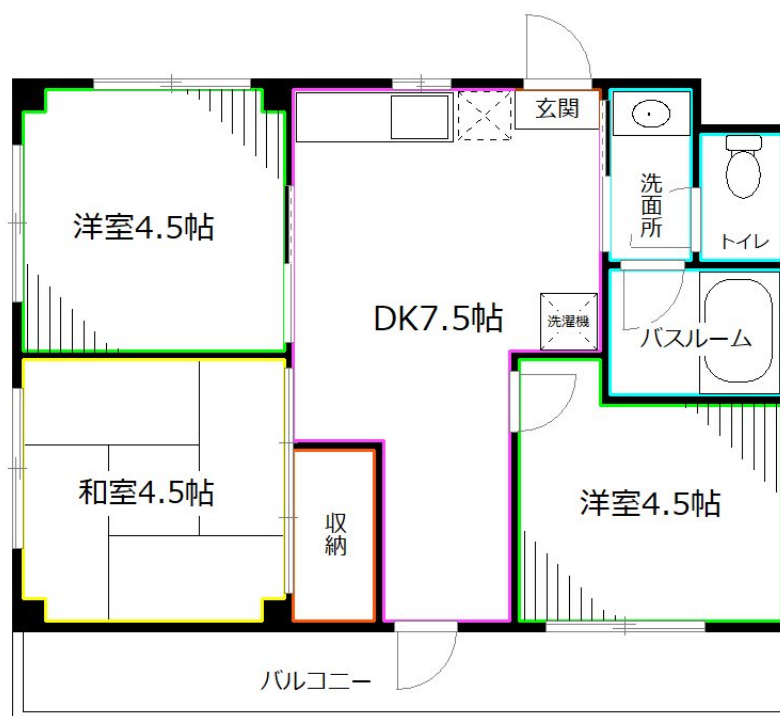 玄関
洗面所
トイレ
洋室4.5帖
DK7.5帖
洗濯機
バスルーム
和室4.5帖
収納
洋室4.5帖
バルコニー